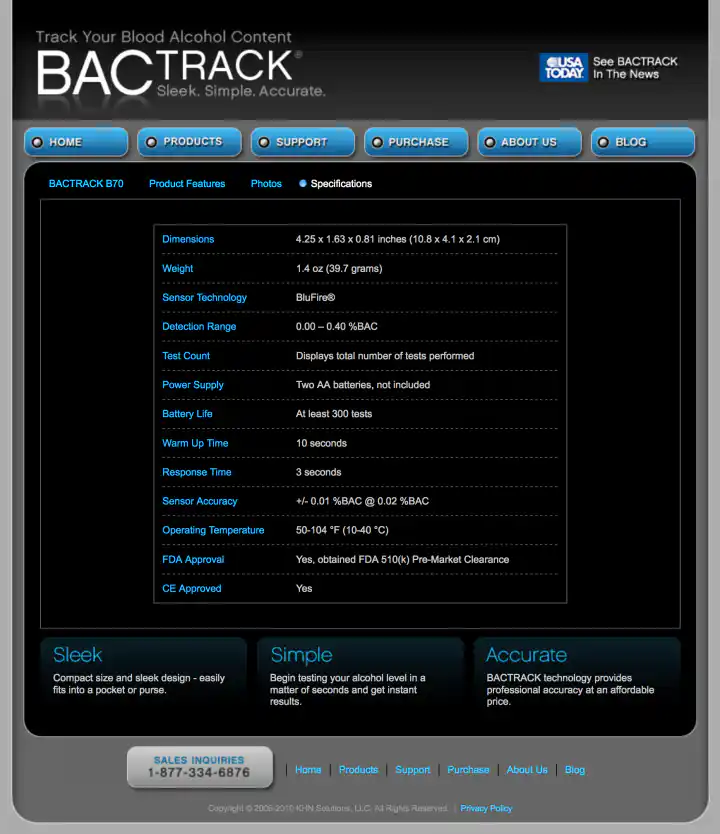 Track Your Blood Alcohol Content
BACTRACK®
Sleek. Simple. Accurate.
USA TODAY.
See BACTRACK
In The News
HOME
PRODUCTS
SUPPORT
PURCHASE
ABOUT US
BLOG
BACTRACK B70
Product Features
Photos
Specifications
Dimensions 4.25 x 1.63 x 0.81 inches (10.8 x 4.1 x 2.1 cm)
Weight 1.4 oz (39.7 grams)
Sensor Technology BluFire®
Detection Range 0.00 – 0.40 %BAC
Test Count Displays total number of tests performed
Power Supply Two AA batteries, not included
Battery Life At least 300 tests
Warm Up Time 10 seconds
Response Time 3 seconds
Sensor Accuracy +/- 0.01 %BAC @ 0.02 %BAC
Operating Temperature 50-104 °F (10-40 °C)
FDA Approval Yes, obtained FDA 510(k) Pre-Market Clearance
CE Approved Yes
Sleek
Compact size and sleek design - easily
fits into a pocket or purse.
Simple
Begin testing your alcohol level in a
matter of seconds and get instant
results.
Accurate
BACTRACK technology provides
professional accuracy at an affordable
price.
SALES INQUIRIES
1-877-334-6876
| Home | Products | Support | Purchase | About Us | Blog
Copyright © 2006-2010 KHN Solutions, LLC. All Rights Reserved. | Privacy Policy